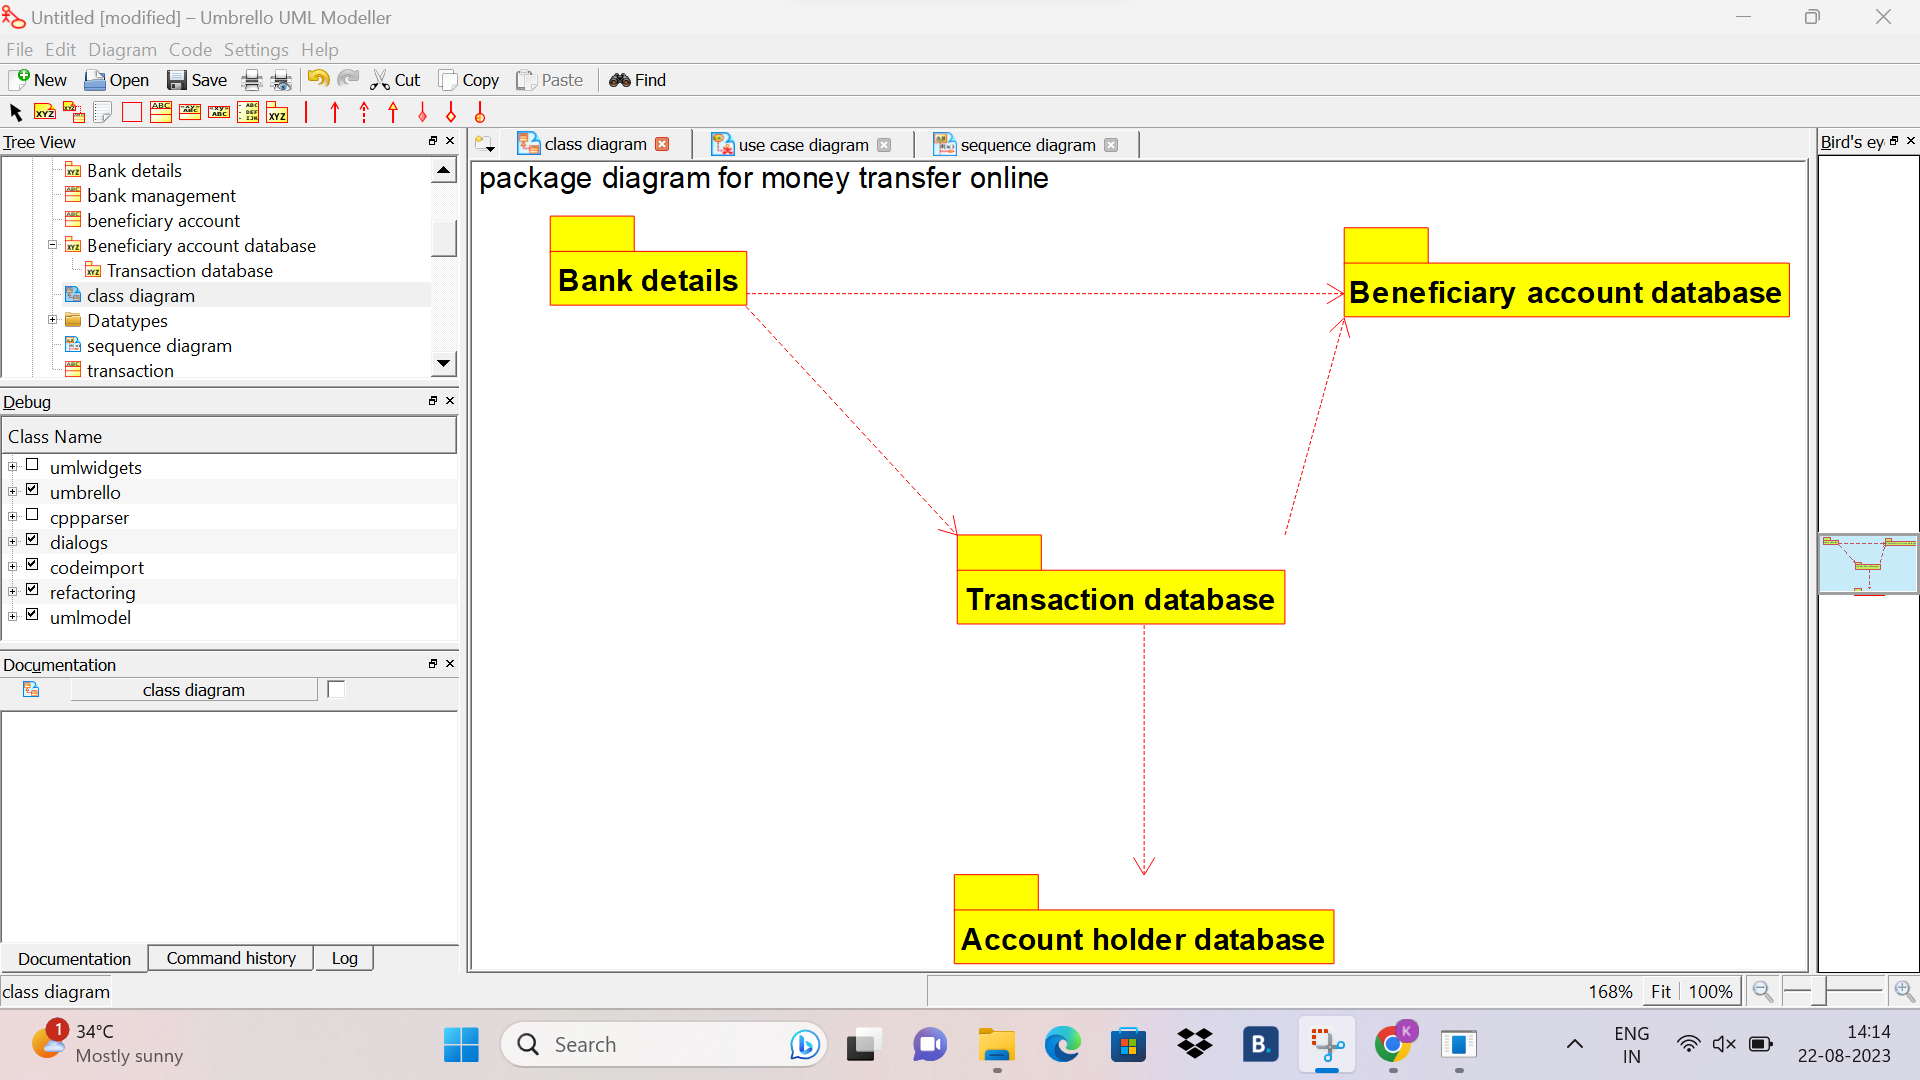 Untitled [modified] – Umbrello UML Modeller
File Edit Diagram Code Settings Help
New Open Save Cut Copy Paste Find
Tree View
Bank details
bank management
beneficiary account
Beneficiary account database
Transaction database
class diagram
Datatypes
sequence diagram
transaction
Debug
Class Name
umlwidgets
umbrello
cppparser
dialogs
codeimport
refactoring
umlmodel
Documentation
class diagram
Documentation Command history Log
class diagram use case diagram sequence diagram
package diagram for money transfer online
Bank details
Beneficiary account database
Transaction database
Account holder database
Bird's ey
class diagram
168% Fit 100%
1
34°C
Mostly sunny
Search
B.
K
ENG
IN
14:14
22-08-2023